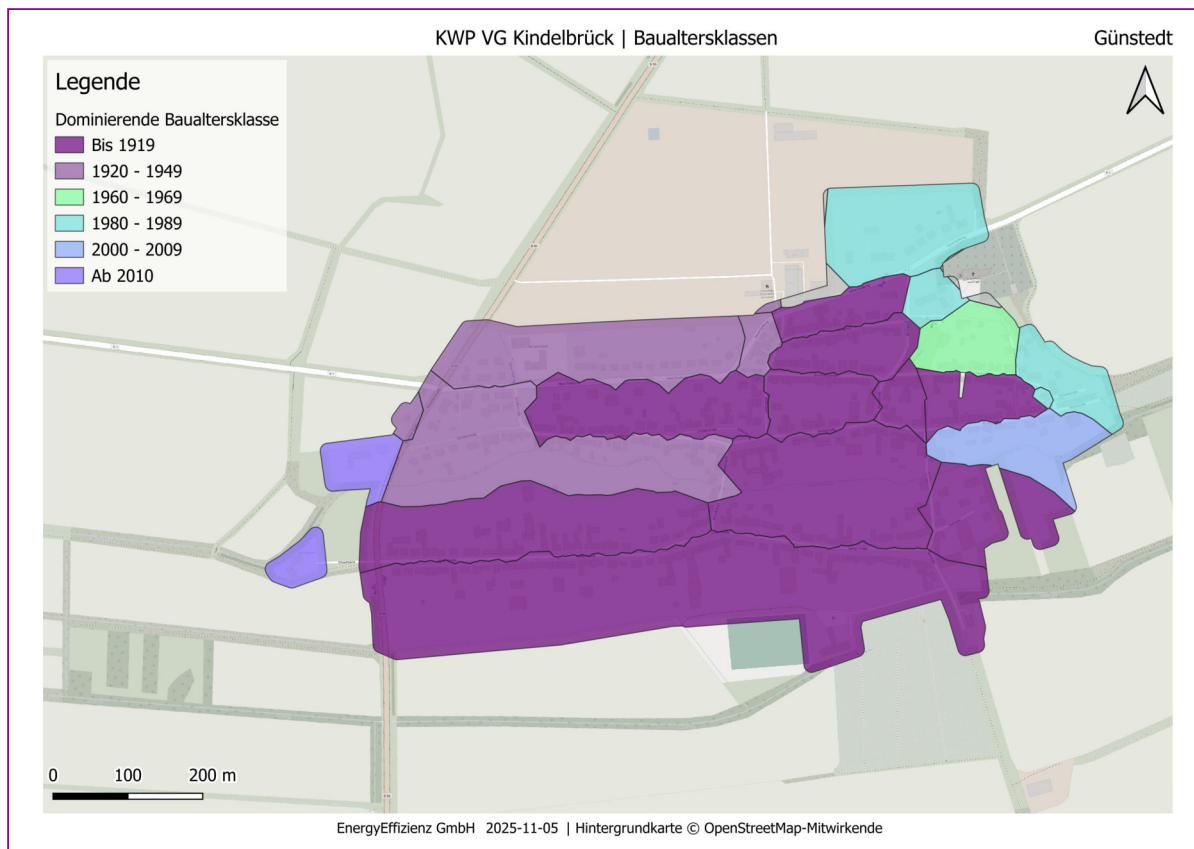 KWP VG Kindelbrück | Baualtersklassen
Günstedt
Legende
Dominierende Baualtersklasse
Bis 1919
1920 - 1949
1960 - 1969
1980 - 1989
2000 - 2009
Ab 2010
0 100 200 m
EnergyEffizienz GmbH 2025-11-05 | Hintergrundkarte © OpenStreetMap-Mitwirkende